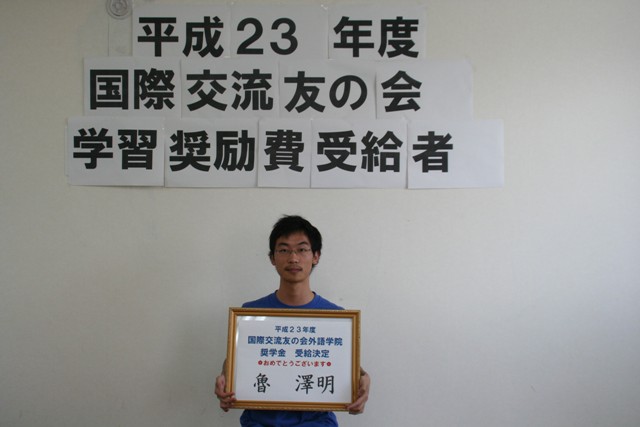 平成23 年度
国際交流友の会
学習奨励費受給者
平成23年度
国際交流友の会外語学院
奨学金 受給決定
おめでとうございます
魯 澤明